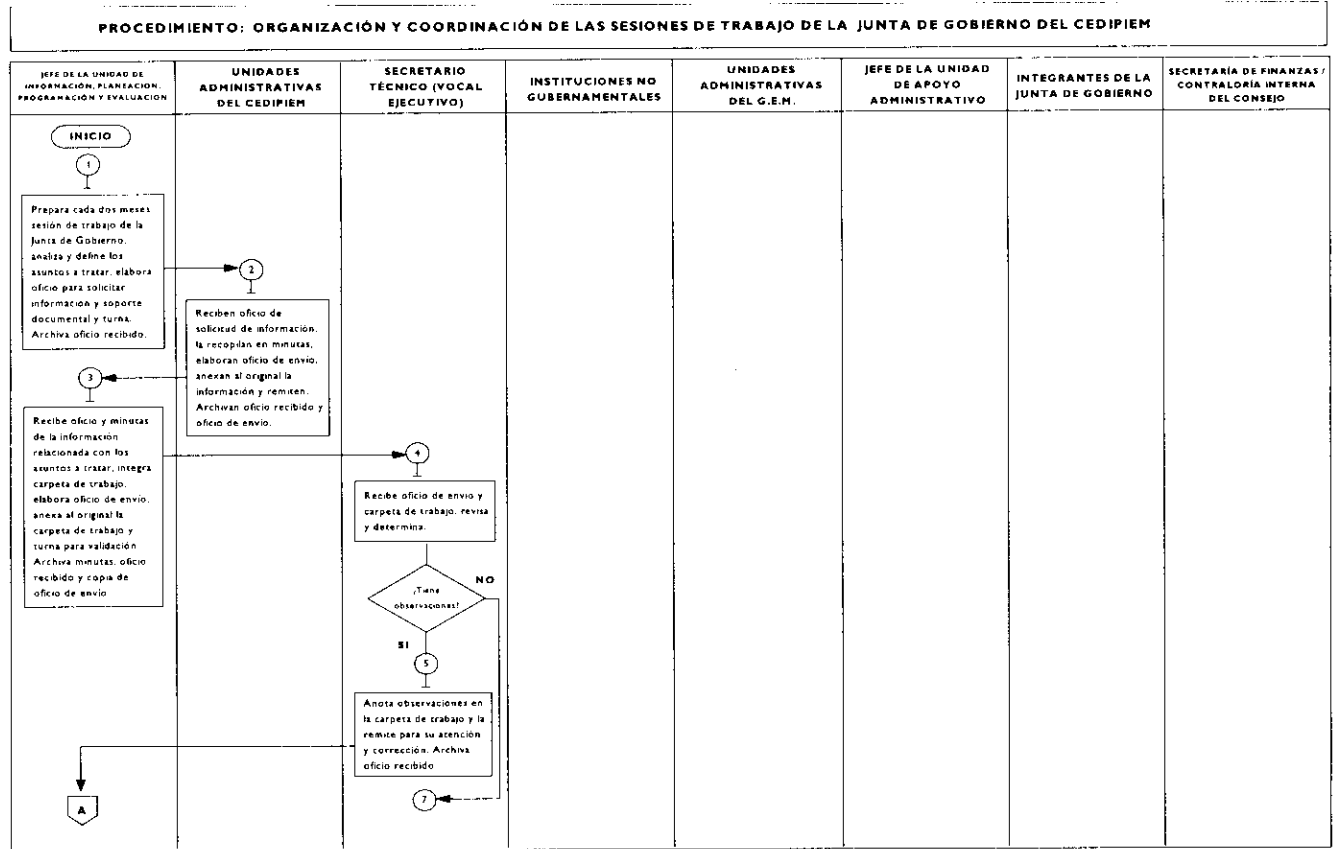 PROCEDIMIENTO: ORGANIZACIÓN Y COORDINACIÓN DE LAS SESIONES DE TRABAJO DE LA JUNTA DE GOBIERNO DEL CEDIPIEM
JEFE DE LA UNIDAD DE
INFORMACIÓN, PLANEACIÓN,
PROGRAMACIÓN Y EVALUACIÓN
UNIDADES
ADMINISTRATIVAS
DEL CEDIPIEM
SECRETARIO
TÉCNICO (VOCAL
EJECUTIVO)
INSTITUCIONES NO
GUBERNAMENTALES
UNIDADES
ADMINISTRATIVAS
DEL G.E.M.
JEFE DE LA UNIDAD
DE APOYO
ADMINISTRATIVO
INTEGRANTES DE LA
JUNTA DE GOBIERNO
SECRETARÍA DE FINANZAS /
CONTRALORÍA INTERNA
DEL CONSEJO
INICIO
1
Prepara cada dos meses
sesión de trabajo de la
Junta de Gobierno,
analiza y define los
asuntos a tratar, elabora
oficio para solicitar
información y soporte
documental y turna.
Archiva oficio recibido.
2
Reciben oficio de
solicitud de información,
la recopilan en minutas,
elaboran oficio de envío,
anexan al original la
información y remiten.
Archivan oficio recibido y
oficio de envío.
3
Recibe oficio y minutas
de la información
relacionada con los
asuntos a tratar, integra
carpeta de trabajo,
elabora oficio de envío,
anexa al original la
carpeta de trabajo y
turna para validación
Archiva minutas, oficio
recibido y copia de
oficio de envío
4
Recibe oficio de envío y
carpeta de trabajo, revisa
y determina.
¿Tiene
observaciones?
NO
SI
5
Anota observaciones en
la carpeta de trabajo y la
remite para su atención
y corrección. Archiva
oficio recibido
7
A